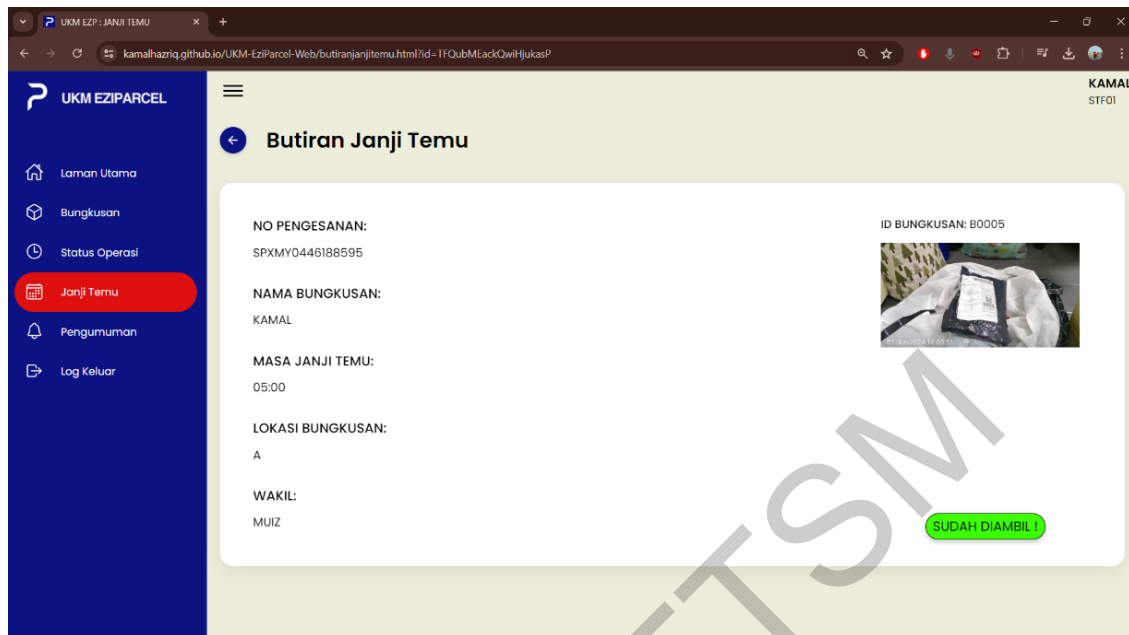 UKM EZP : JANJI TEMU
kamalhazriq.github.io/UKM-EziParcel-Web/butiranjanjitemu.html?id=TFQubMEackQwiHjukasP
UKM EZIPARCEL
KAMAL
STF01
Butiran Janji Temu
Laman Utama
Bungkusan
Status Operasi
Janji Temu
Pengumuman
Log Keluar
NO PENGESANAN:
SPXMY0446188595
NAMA BUNGKUSAN:
KAMAL
MASA JANJI TEMU:
05:00
LOKASI BUNGKUSAN:
A
WAKIL:
MUIZ
ID BUNGKUSAN: B0005
SUDAH DIAMBIL !
TSM